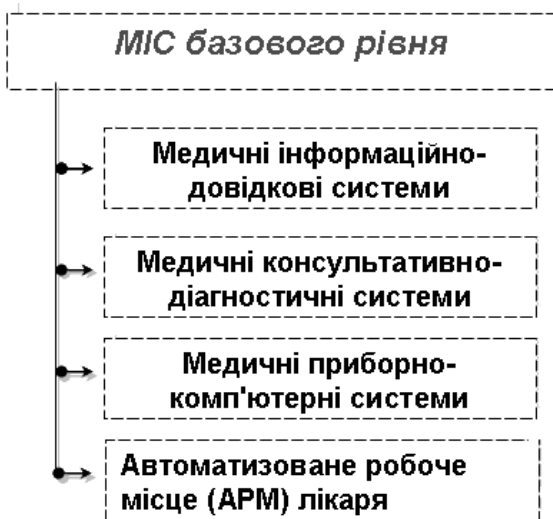 МІС базового рівня
Медичні інформаційно-
довідкові системи
Медичні консультативно-
діагностичні системи
Медичні приборно-
комп'ютерні системи
Автоматизоване робоче
місце (АРМ) лікаря